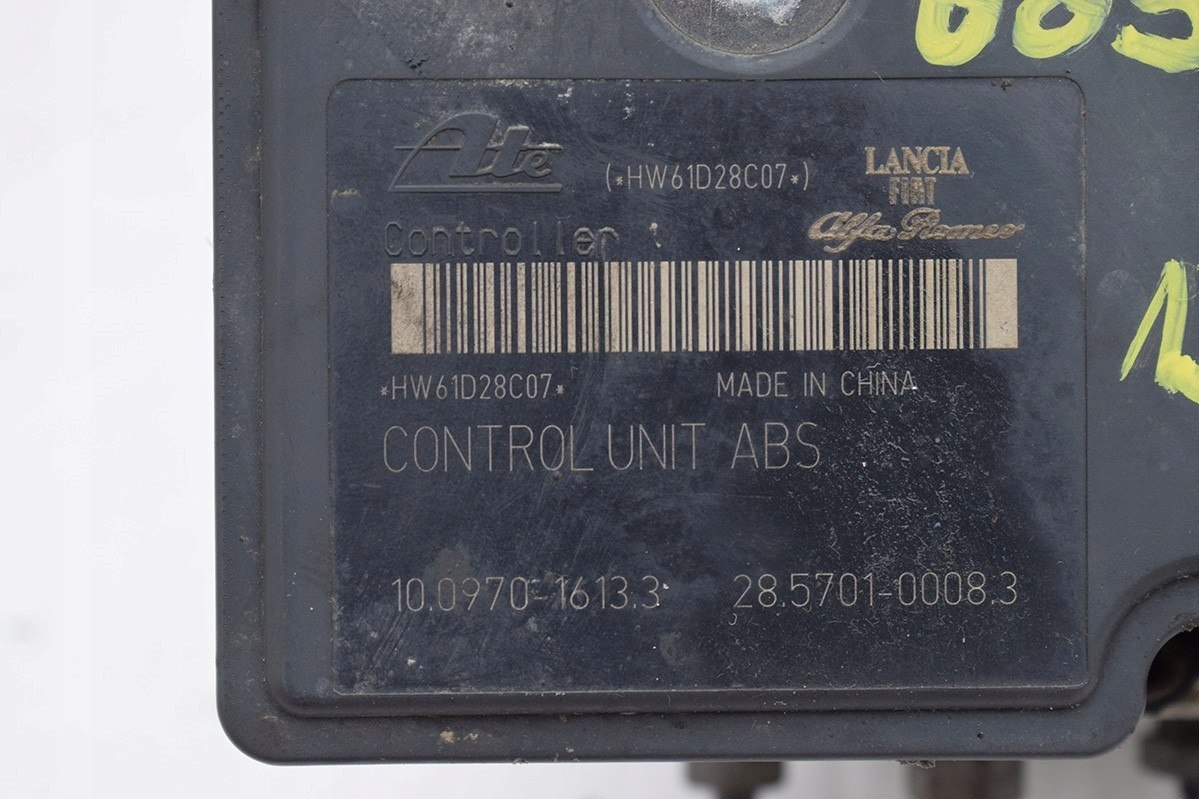 Ate
(*HW61D28C07*)
LANCIA
FIAT
Alfa Romeo
Controller
*HW61D28C07*
MADE IN CHINA
CONTROL UNIT ABS
10.0970-1613.3
28.5701-0008.3